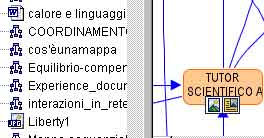 calore e linguaggi
COORDINAMENTO
cos'èunamappa
Equilibrio-comper
Experience_docur
interazioni_in_rete
Liberty1
TUTOR
SCIENTIFICO A